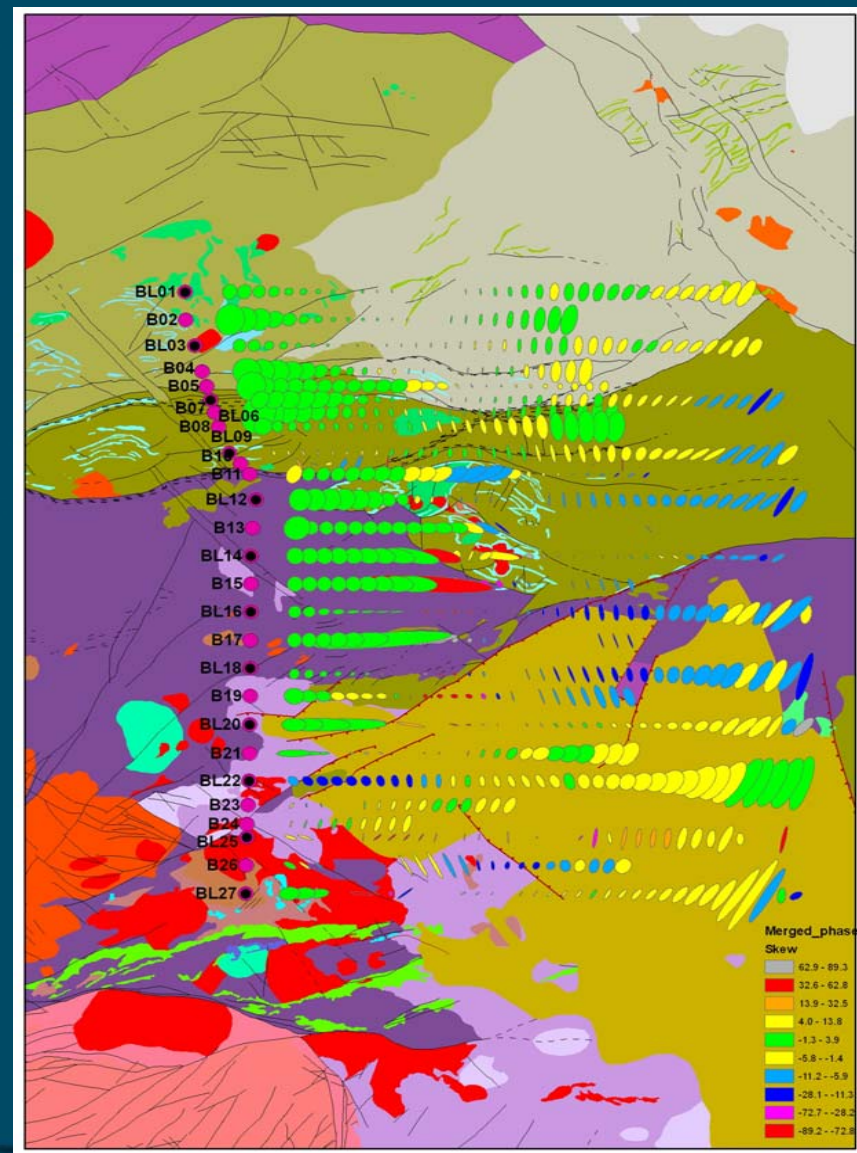 BL01
B02
BL03
B04
B05
B07
BL06
B08
BL09
B10
B11
BL12
B13
BL14
B15
BL16
B17
BL18
B19
BL20
B21
BL22
B23
B24
BL25
B26
BL27
Merged_phase
Skew
62.9 - 89.3
32.6 - 62.8
13.9 - 32.5
4.0 - 13.8
-1.3 - 3.9
-5.8 - -1.4
-11.2 - -5.9
-28.1 - -11.3
-72.7 - -28.2
-89.2 - -72.8